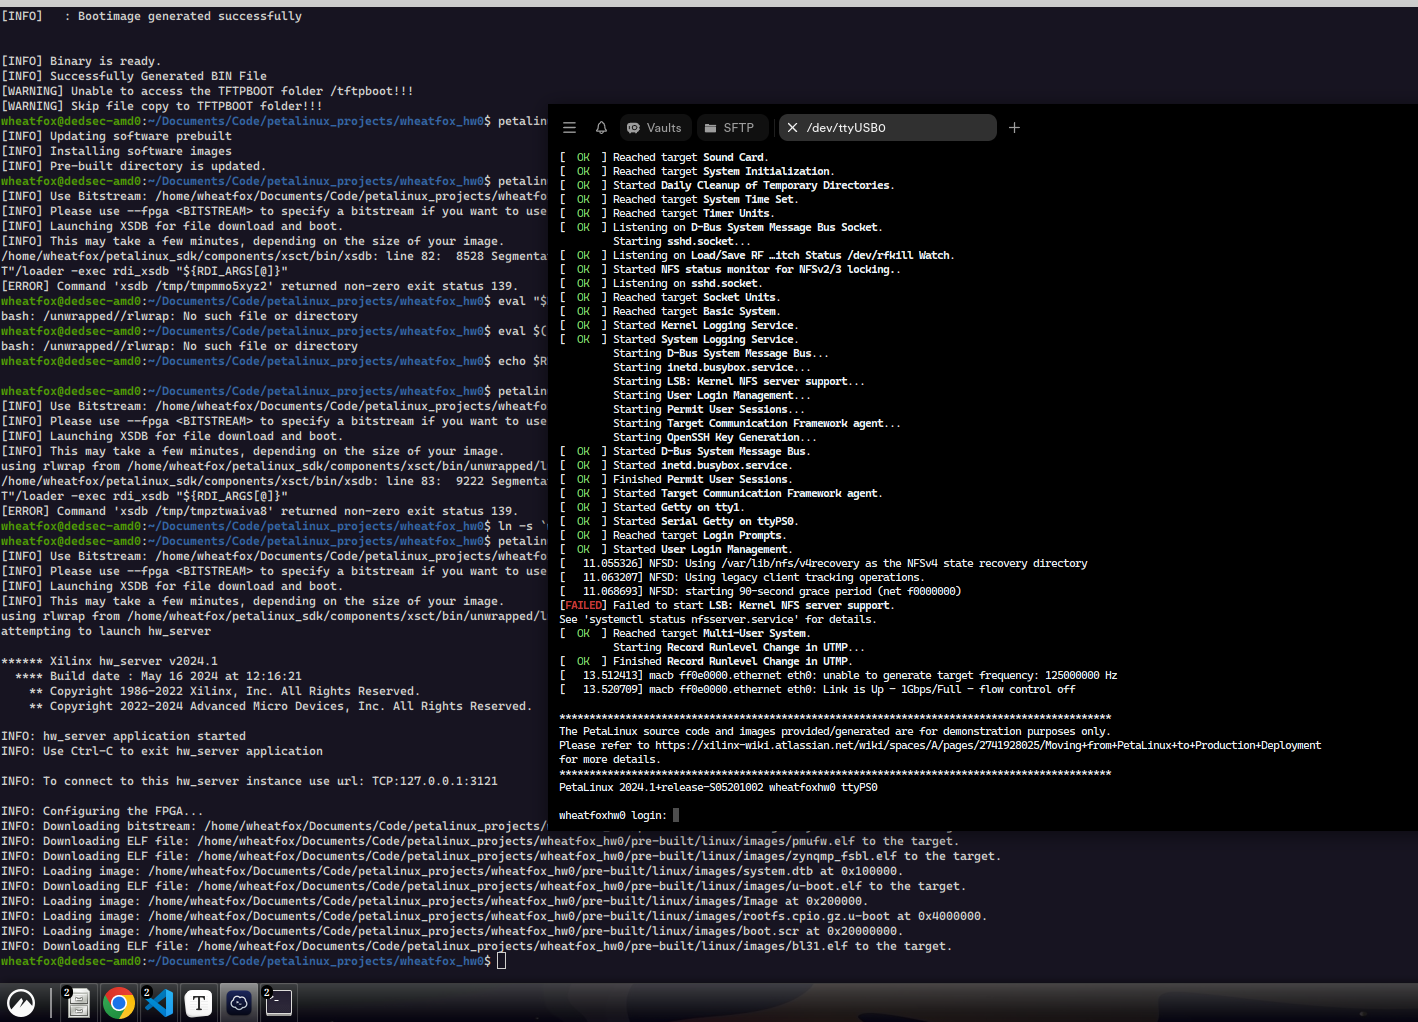 [INFO]   : Bootimage generated successfully
[INFO] Binary is ready.
[INFO] Successfully Generated BIN File
[WARNING] Unable to access the TFTPBOOT folder /tftpboot!!!
[WARNING] Skip file copy to TFTPBOOT folder!!!
wheatfox@dedsec-amd0:~/Documents/Code/petalinux_projects/wheatfox_hw0$ petalin
[INFO] Updating software prebuilt
[INFO] Installing software images
[INFO] Pre-built directory is updated.
wheatfox@dedsec-amd0:~/Documents/Code/petalinux_projects/wheatfox_hw0$ petalin
[INFO] Use Bitstream: /home/wheatfox/Documents/Code/petalinux_projects/wheatfo
[INFO] Please use --fpga <BITSTREAM> to specify a bitstream if you want to use
[INFO] Launching XSDB for file download and boot.
[INFO] This may take a few minutes, depending on the size of your image.
/home/wheatfox/petalinux_sdk/components/xsct/bin/xsdb: line 82:  8528 Segmenta
T"/loader -exec rdi_xsdb "${RDI_ARGS[@]}"
[ERROR] Command 'xsdb /tmp/tmpmmo5xyz2' returned non-zero exit status 139.
wheatfox@dedsec-amd0:~/Documents/Code/petalinux_projects/wheatfox_hw0$ eval "$
bash: /unwrapped//rlwrap: No such file or directory
wheatfox@dedsec-amd0:~/Documents/Code/petalinux_projects/wheatfox_hw0$ eval $(
bash: /unwrapped//rlwrap: No such file or directory
wheatfox@dedsec-amd0:~/Documents/Code/petalinux_projects/wheatfox_hw0$ echo $R
wheatfox@dedsec-amd0:~/Documents/Code/petalinux_projects/wheatfox_hw0$ petalin
[INFO] Use Bitstream: /home/wheatfox/Documents/Code/petalinux_projects/wheatfo
[INFO] Please use --fpga <BITSTREAM> to specify a bitstream if you want to use
[INFO] Launching XSDB for file download and boot.
[INFO] This may take a few minutes, depending on the size of your image.
using rlwrap from /home/wheatfox/petalinux_sdk/components/xsct/bin/unwrapped/l
/home/wheatfox/petalinux_sdk/components/xsct/bin/xsdb: line 83:  9222 Segmenta
T"/loader -exec rdi_xsdb "${RDI_ARGS[@]}"
[ERROR] Command 'xsdb /tmp/tmpztwaiva8' returned non-zero exit status 139.
wheatfox@dedsec-amd0:~/Documents/Code/petalinux_projects/wheatfox_hw0$ ln -s `
wheatfox@dedsec-amd0:~/Documents/Code/petalinux_projects/wheatfox_hw0$ petalin
[INFO] Use Bitstream: /home/wheatfox/Documents/Code/petalinux_projects/wheatfo
[INFO] Please use --fpga <BITSTREAM> to specify a bitstream if you want to use
[INFO] Launching XSDB for file download and boot.
[INFO] This may take a few minutes, depending on the size of your image.
using rlwrap from /home/wheatfox/petalinux_sdk/components/xsct/bin/unwrapped/l
attempting to launch hw_server
****** Xilinx hw_server v2024.1
  **** Build date : May 16 2024 at 12:16:21
    ** Copyright 1986-2022 Xilinx, Inc. All Rights Reserved.
    ** Copyright 2022-2024 Advanced Micro Devices, Inc. All Rights Reserved.
INFO: hw_server application started
INFO: Use Ctrl-C to exit hw_server application
INFO: To connect to this hw_server instance use url: TCP:127.0.0.1:3121
INFO: Configuring the FPGA...
INFO: Downloading bitstream: /home/wheatfox/Documents/Code/petalinux_projects/
INFO: Downloading ELF file: /home/wheatfox/Documents/Code/petalinux_projects/wheatfox_hw0/pre-built/linux/images/pmufw.elf to the target.
INFO: Downloading ELF file: /home/wheatfox/Documents/Code/petalinux_projects/wheatfox_hw0/pre-built/linux/images/zynqmp_fsbl.elf to the target.
INFO: Loading image: /home/wheatfox/Documents/Code/petalinux_projects/wheatfox_hw0/pre-built/linux/images/system.dtb at 0x100000.
INFO: Downloading ELF file: /home/wheatfox/Documents/Code/petalinux_projects/wheatfox_hw0/pre-built/linux/images/u-boot.elf to the target.
INFO: Loading image: /home/wheatfox/Documents/Code/petalinux_projects/wheatfox_hw0/pre-built/linux/images/Image at 0x200000.
INFO: Loading image: /home/wheatfox/Documents/Code/petalinux_projects/wheatfox_hw0/pre-built/linux/images/rootfs.cpio.gz.u-boot at 0x4000000.
INFO: Loading image: /home/wheatfox/Documents/Code/petalinux_projects/wheatfox_hw0/pre-built/linux/images/boot.scr at 0x20000000.
INFO: Downloading ELF file: /home/wheatfox/Documents/Code/petalinux_projects/wheatfox_hw0/pre-built/linux/images/bl31.elf to the target.
wheatfox@dedsec-amd0:~/Documents/Code/petalinux_projects/wheatfox_hw0$
Vaults SFTP /dev/ttyUSB0
[  OK  ] Reached target Sound Card.
[  OK  ] Reached target System Initialization.
[  OK  ] Started Daily Cleanup of Temporary Directories.
[  OK  ] Reached target System Time Set.
[  OK  ] Reached target Timer Units.
[  OK  ] Listening on D-Bus System Message Bus Socket.
         Starting sshd.socket...
[  OK  ] Listening on Load/Save RF …itch Status /dev/rfkill Watch.
[  OK  ] Started NFS status monitor for NFSv2/3 locking..
[  OK  ] Listening on sshd.socket.
[  OK  ] Reached target Socket Units.
[  OK  ] Reached target Basic System.
[  OK  ] Started Kernel Logging Service.
[  OK  ] Started System Logging Service.
         Starting D-Bus System Message Bus...
         Starting inetd.busybox.service...
         Starting LSB: Kernel NFS server support...
         Starting User Login Management...
         Starting Permit User Sessions...
         Starting Target Communication Framework agent...
         Starting OpenSSH Key Generation...
[  OK  ] Started D-Bus System Message Bus.
[  OK  ] Started inetd.busybox.service.
[  OK  ] Finished Permit User Sessions.
[  OK  ] Started Target Communication Framework agent.
[  OK  ] Started Getty on tty1.
[  OK  ] Started Serial Getty on ttyPS0.
[  OK  ] Reached target Login Prompts.
[  OK  ] Started User Login Management.
[   11.055326] NFSD: Using /var/lib/nfs/v4recovery as the NFSv4 state recovery directory
[   11.063207] NFSD: Using legacy client tracking operations.
[   11.068693] NFSD: starting 90-second grace period (net f0000000)
[FAILED] Failed to start LSB: Kernel NFS server support.
See 'systemctl status nfsserver.service' for details.
[  OK  ] Reached target Multi-User System.
         Starting Record Runlevel Change in UTMP...
[  OK  ] Finished Record Runlevel Change in UTMP.
[   13.512413] macb ff0e0000.ethernet eth0: unable to generate target frequency: 125000000 Hz
[   13.520709] macb ff0e0000.ethernet eth0: Link is Up - 1Gbps/Full - flow control off
********************************************************************************************
The PetaLinux source code and images provided/generated are for demonstration purposes only.
Please refer to https://xilinx-wiki.atlassian.net/wiki/spaces/A/pages/2741928025/Moving+from+PetaLinux+to+Production+Deployment
for more details.
********************************************************************************************
PetaLinux 2024.1+release-S05201002 wheatfoxhw0 ttyPS0
wheatfoxhw0 login:
2 2 T 2